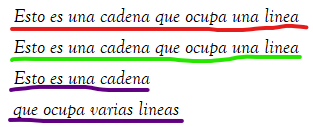 Esto es una cadena que ocupa una linea
Esto es una cadena que ocupa una linea
Esto es una cadena
que ocupa varias lineas